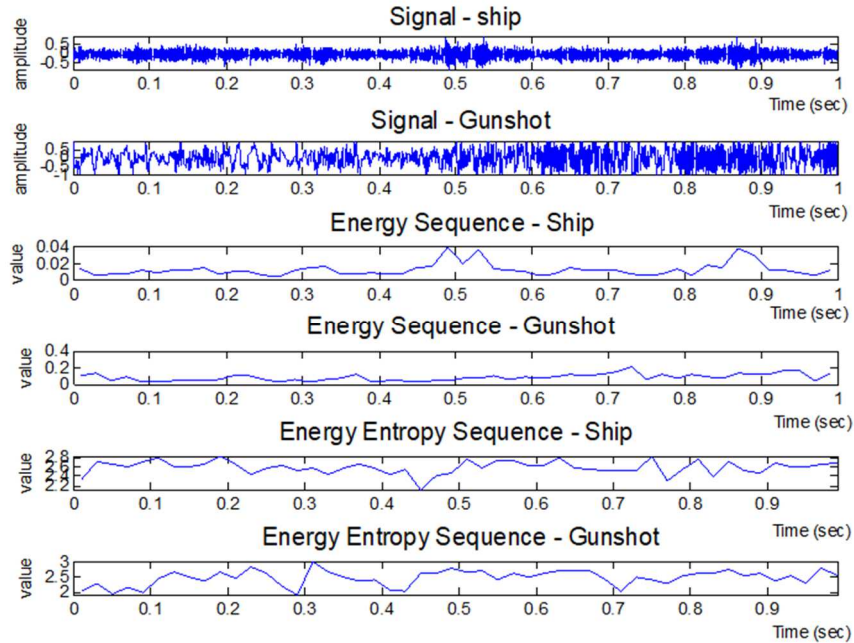 Signal - ship
amplitude
0.5
0
-0.5
0 0.1 0.2 0.3 0.4 0.5 0.6 0.7 0.8 0.9 1
Time (sec)
Signal - Gunshot
amplitude
0.5
0
-0.5
-1
0 0.1 0.2 0.3 0.4 0.5 0.6 0.7 0.8 0.9 1
Time (sec)
Energy Sequence - Ship
value
0.04
0.02
0
0 0.1 0.2 0.3 0.4 0.5 0.6 0.7 0.8 0.9 1
Time (sec)
Energy Sequence - Gunshot
value
0.4
0.2
0
0 0.1 0.2 0.3 0.4 0.5 0.6 0.7 0.8 0.9 1
Time (sec)
Energy Entropy Sequence - Ship
value
2.8
2.6
2.4
2.2
0 0.1 0.2 0.3 0.4 0.5 0.6 0.7 0.8 0.9
Time (sec)
Energy Entropy Sequence - Gunshot
value
3
2.5
2
0 0.1 0.2 0.3 0.4 0.5 0.6 0.7 0.8 0.9
Time (sec)